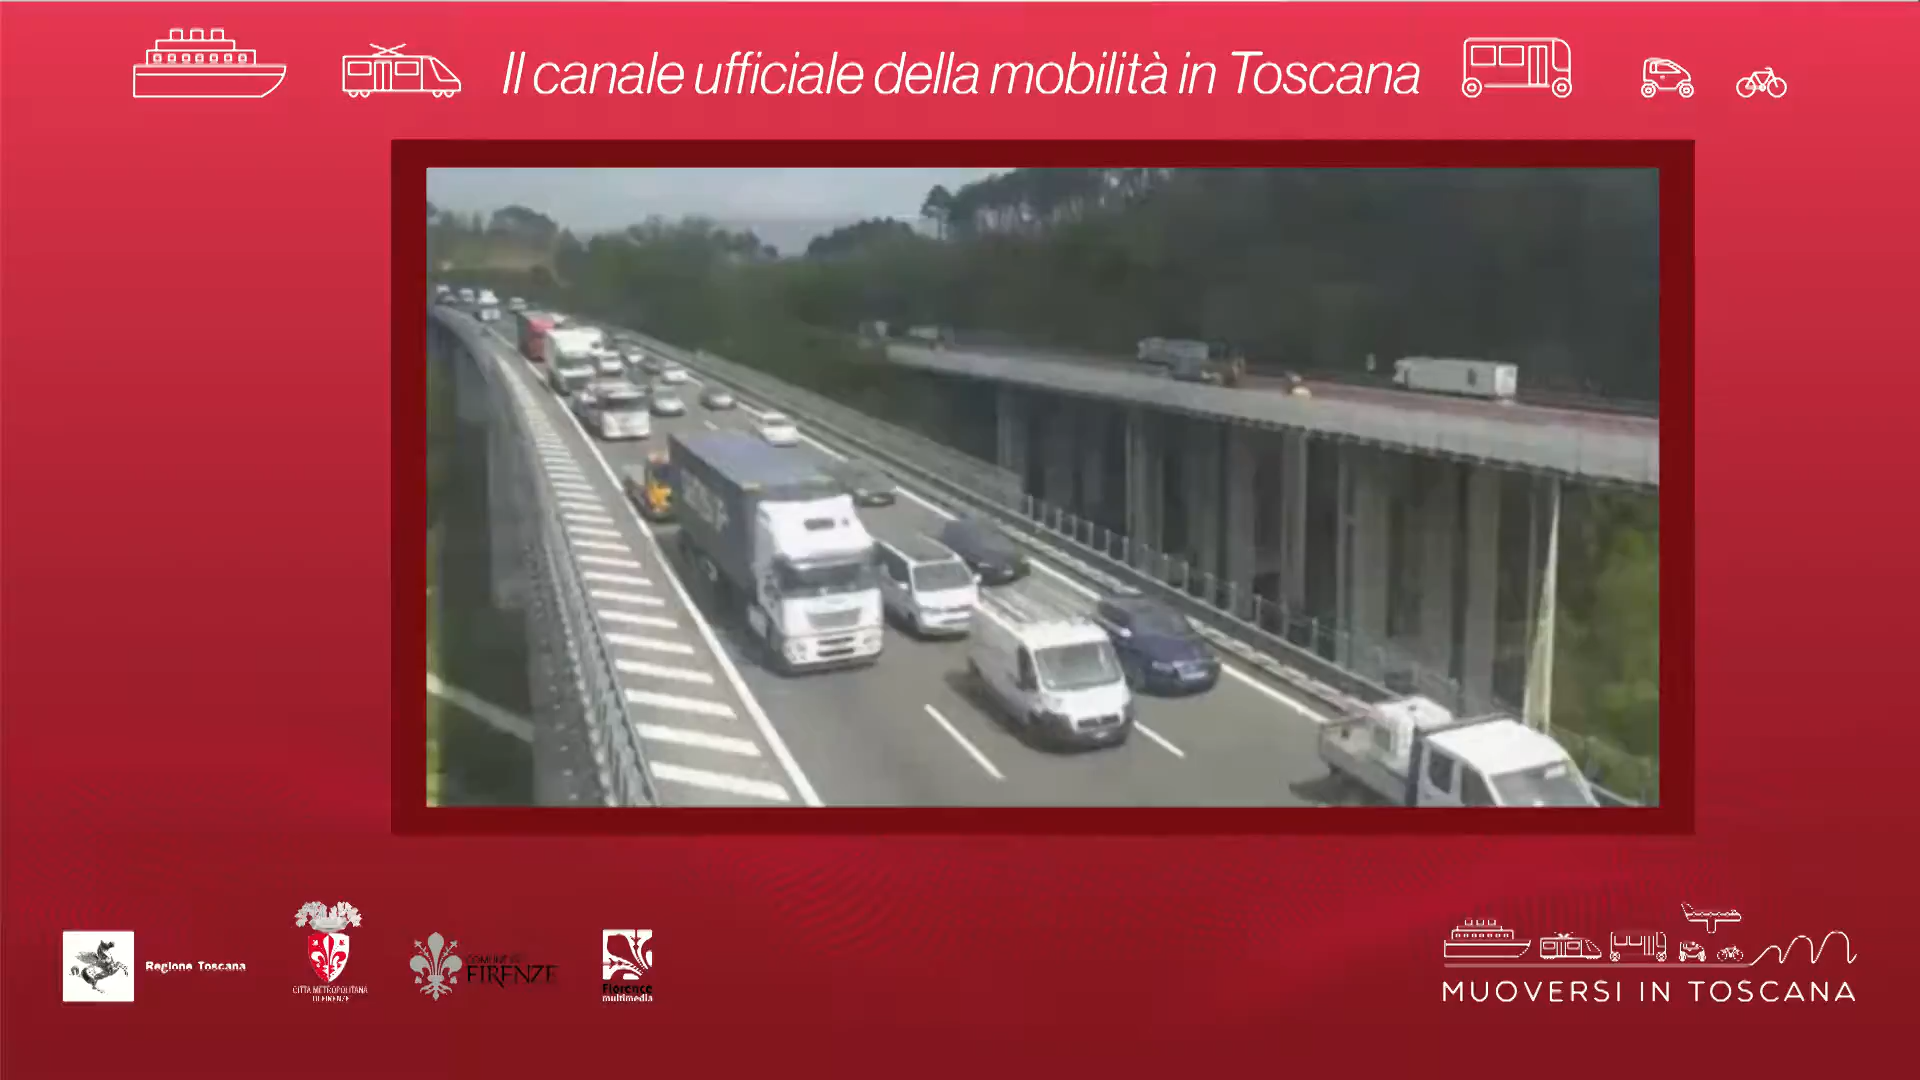 Il canale ufficiale della mobilità in Toscana
Regione Toscana
CITTÀ METROPOLITANA
DI FIRENZE
COMUNE DI
FIRENZE
Florence
multimedia
MUOVERSI IN TOSCANA